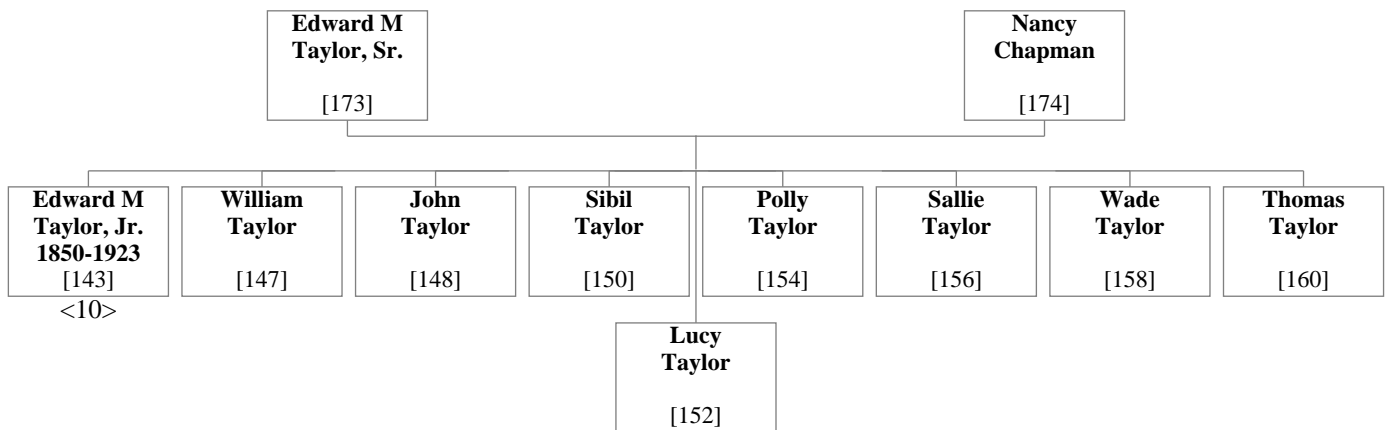 Edward M
Taylor, Sr.
[173]
Nancy
Chapman
[174]
Edward M
Taylor, Jr.
1850-1923
[143]
<10>
William
Taylor
[147]
John
Taylor
[148]
Sibil
Taylor
[150]
Polly
Taylor
[154]
Sallie
Taylor
[156]
Wade
Taylor
[158]
Thomas
Taylor
[160]
Lucy
Taylor
[152]